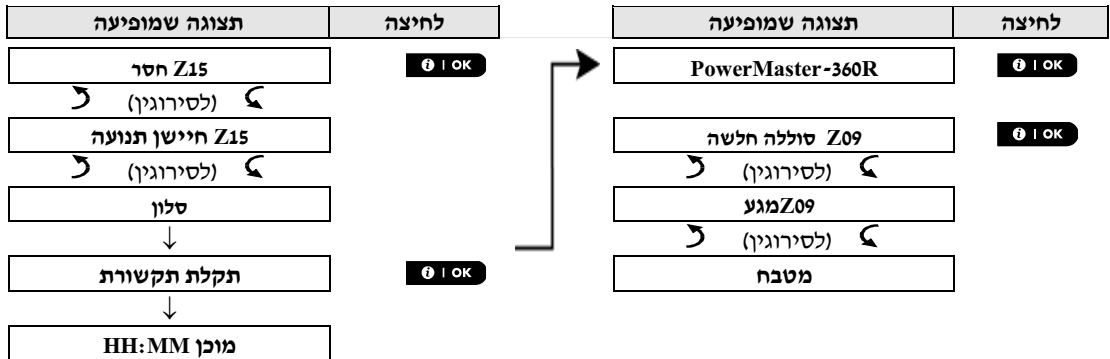 לחיצה תצוגה שמופיעה
i | OK PowerMaster-360R
i | OK Z09 סוללה חלשה
(לסירוגין)
Z09מגע
(לסירוגין)
מטבח
לחיצה תצוגה שמופיעה
i | OK Z15 חסר
(לסירוגין)
Z15 חיישן תנועה
(לסירוגין)
סלון
↓
i | OK תקלת תקשורת
↓
מוכן HH:MM